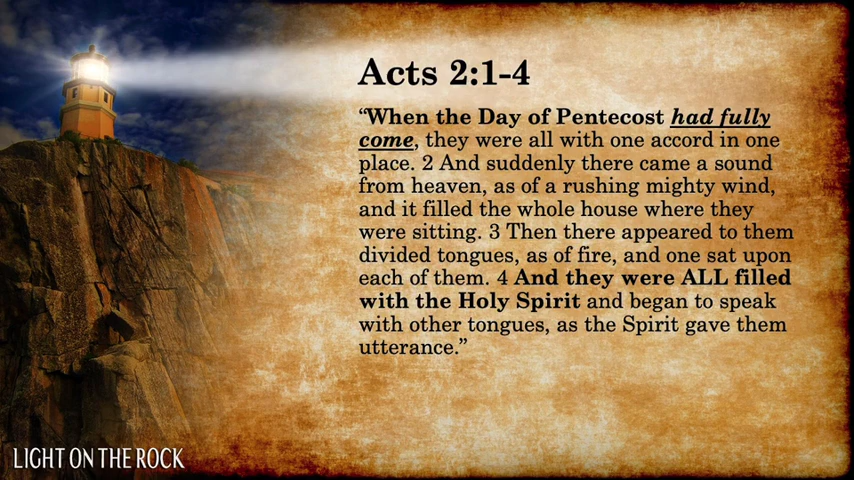 Acts 2:1-4
“When the Day of Pentecost had fully
come, they were all with one accord in one
place. 2 And suddenly there came a sound
from heaven, as of a rushing mighty wind,
and it filled the whole house where they
were sitting. 3 Then there appeared to them
divided tongues, as of fire, and one sat upon
each of them. 4 And they were ALL filled
with the Holy Spirit and began to speak
with other tongues, as the Spirit gave them
utterance.”
LIGHT ON THE ROCK